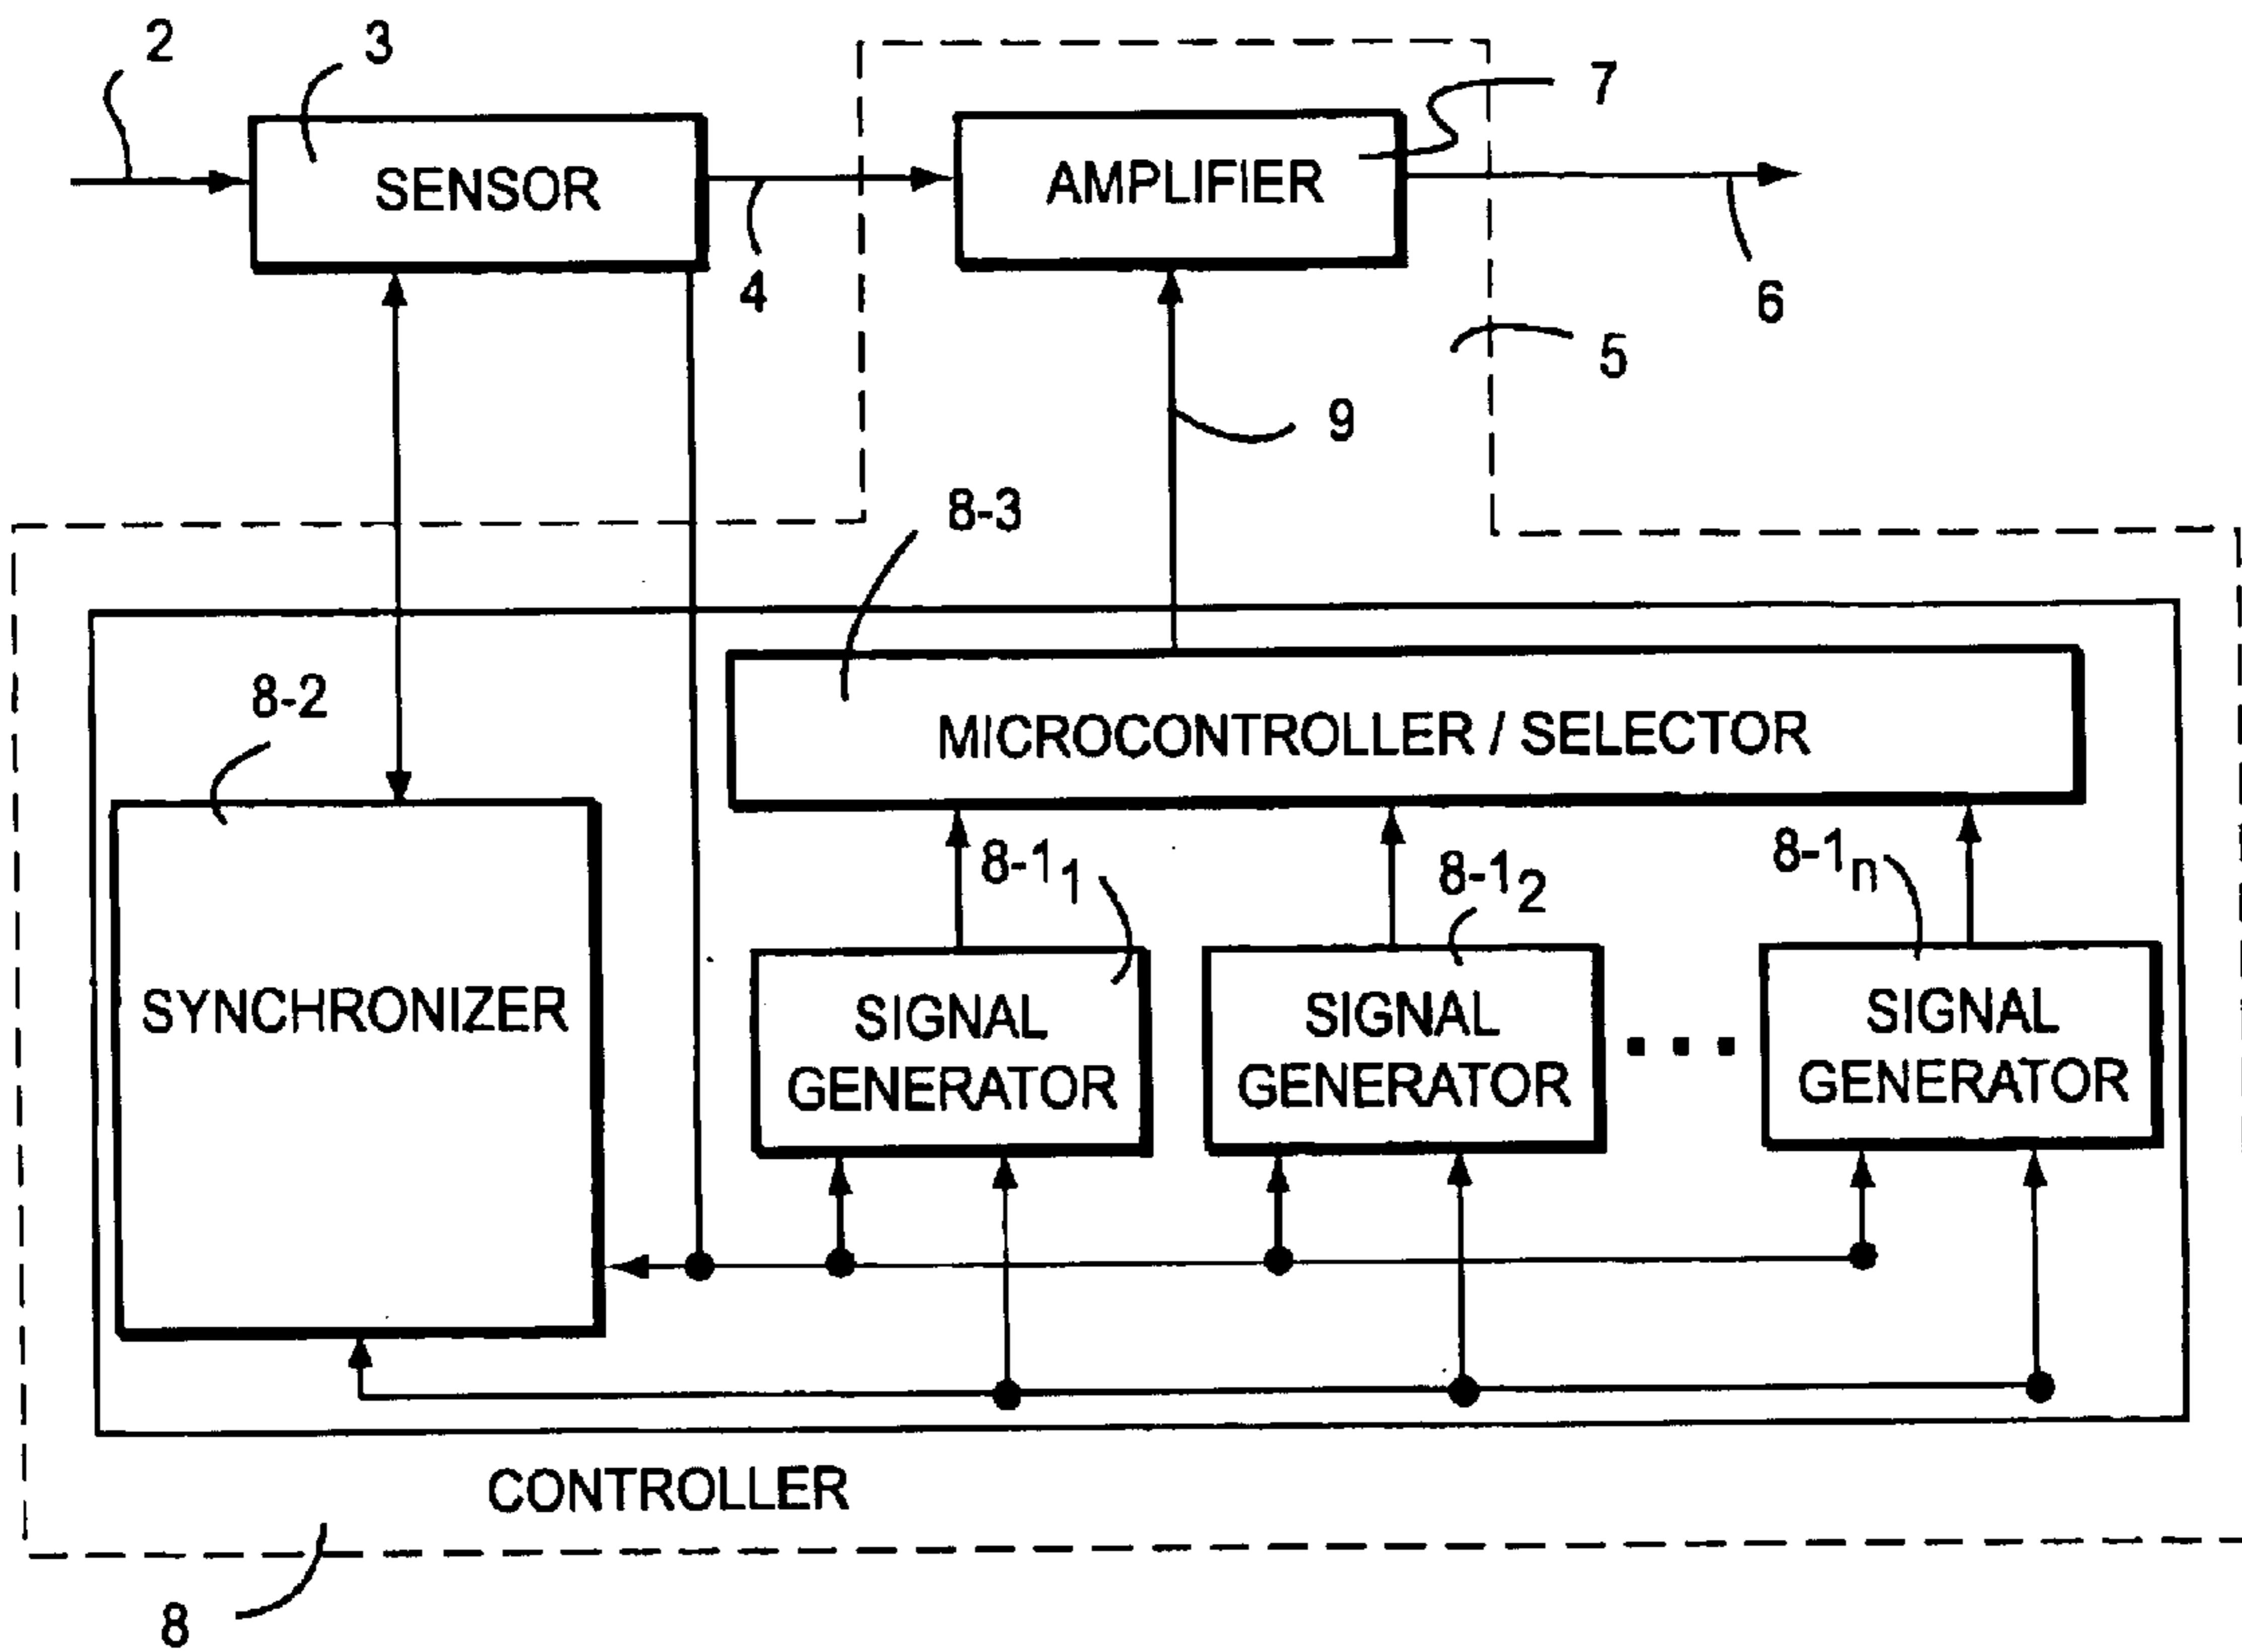 2
3
7
SENSOR
AMPLIFIER
4
6
5
9
8-3
8-2
MICROCONTROLLER / SELECTOR
8-1₁
8-1₂
8-1ₙ
SYNCHRONIZER
SIGNAL
GENERATOR
SIGNAL
GENERATOR
SIGNAL
GENERATOR
CONTROLLER
8